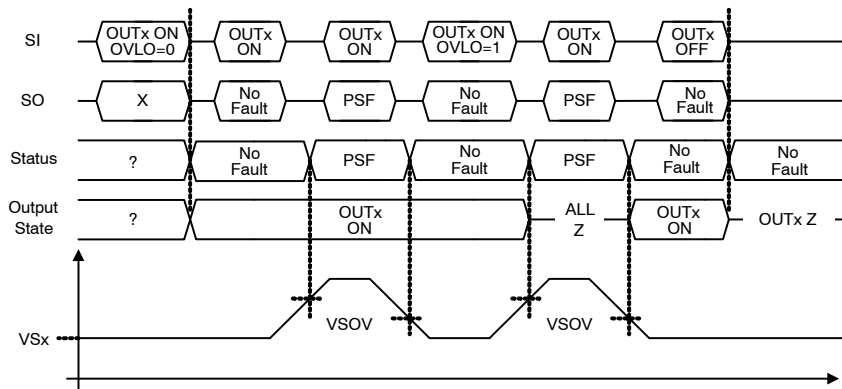 SI
OUTx ON
OVLO=0
OUTx
ON
OUTx
ON
OUTx ON
OVLO=1
OUTx
ON
OUTx
OFF
SO
X
No
Fault
PSF
No
Fault
PSF
No
Fault
Status
?
No
Fault
PSF
No
Fault
PSF
No
Fault
No
Fault
Output
State
?
OUTx
ON
ALL
Z
OUTx
ON
OUTx Z
VSx
VSOV
VSOV